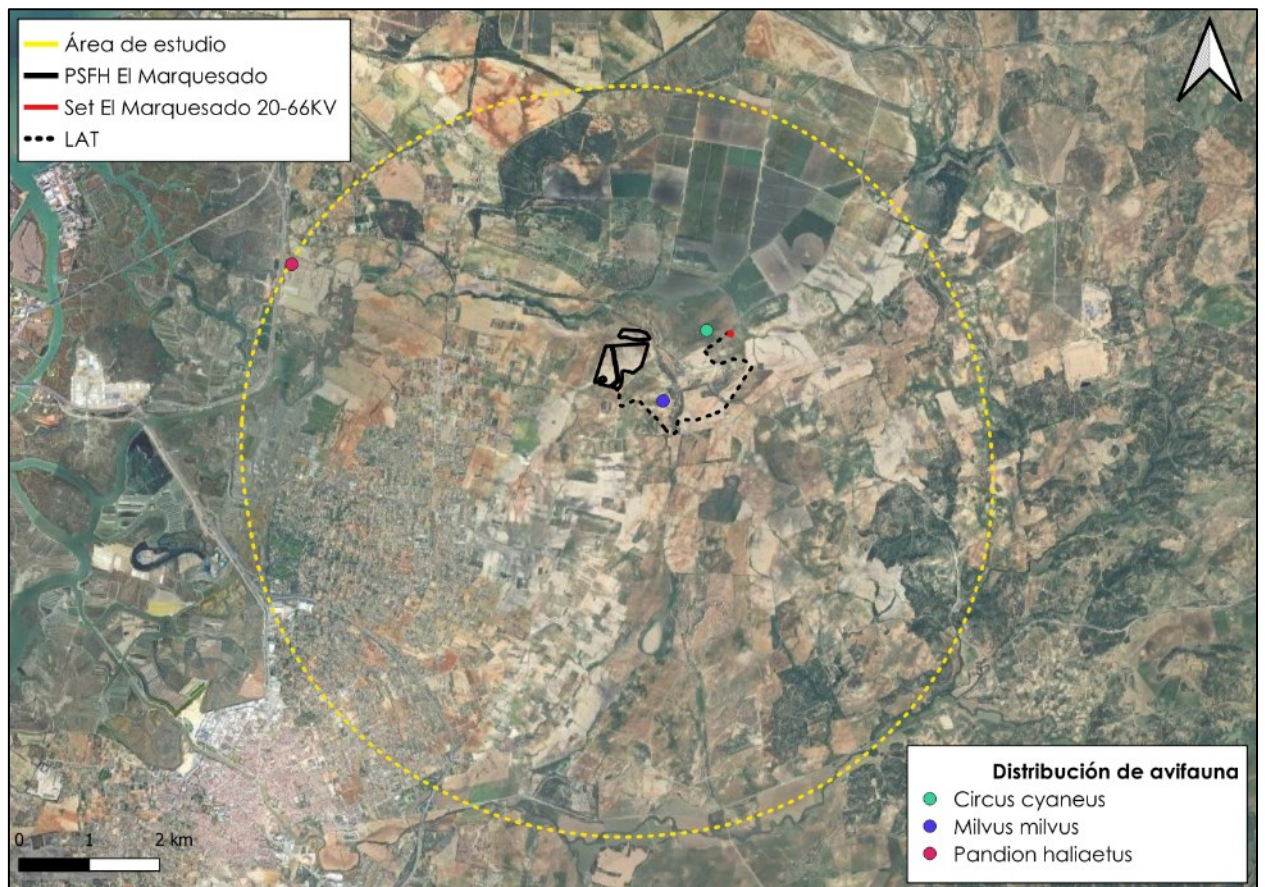 Área de estudio
PSFH El Marquesado
Set El Marquesado 20-66KV
LAT
Distribución de avifauna
Circus cyaneus
Milvus milvus
Pandion haliaetus
0 1 2 km